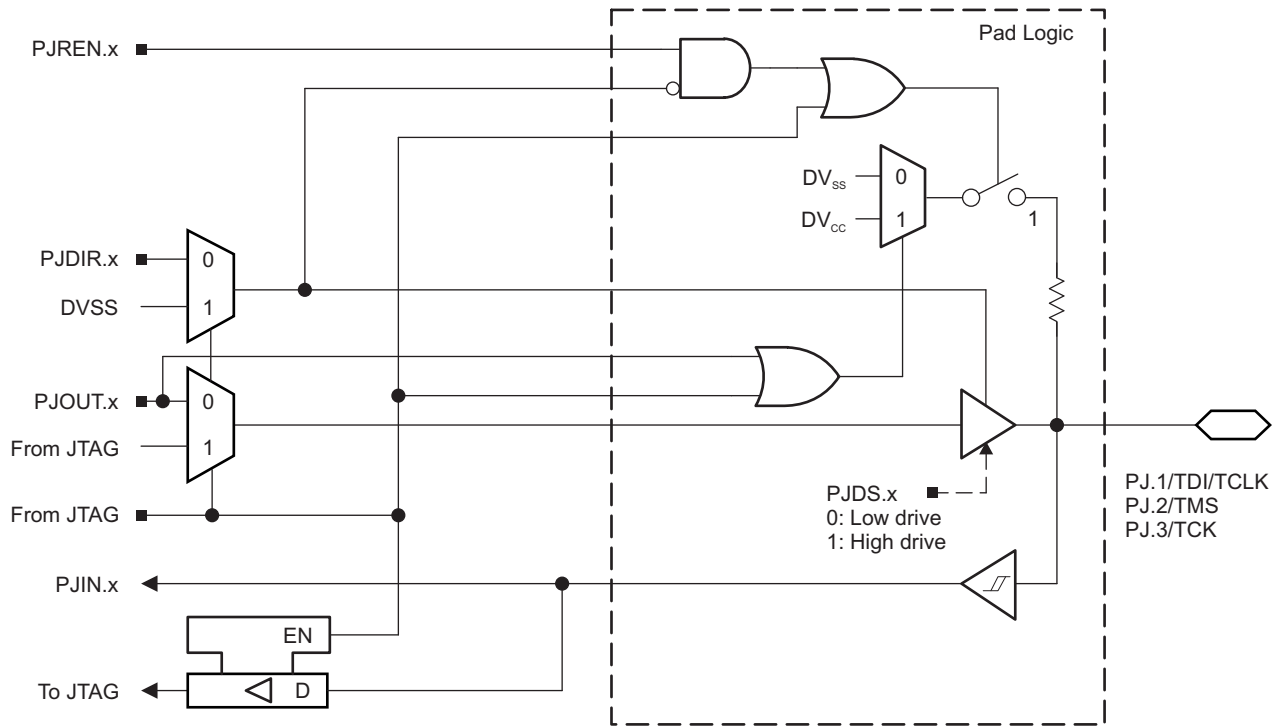 Pad Logic
PJREN.x
DVSS
0
DVCC
1
1
PJDIR.x
0
DVSS
1
PJOUT.x
0
From JTAG
1
PJDS.x
0: Low drive
1: High drive
PJ.1/TDI/TCLK
PJ.2/TMS
PJ.3/TCK
From JTAG
PJIN.x
EN
To JTAG
D